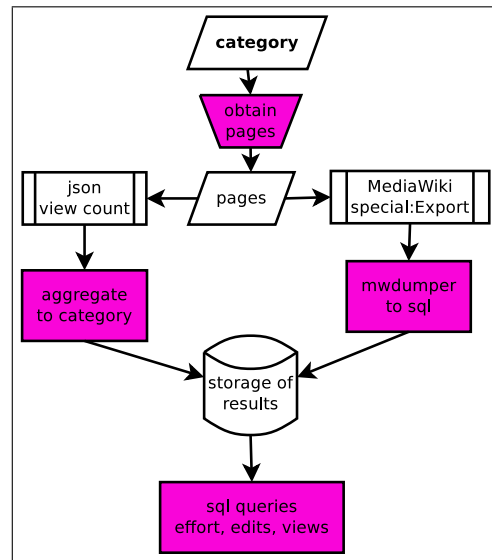 category
obtain
pages
json
view count
pages
MediaWiki
special:Export
aggregate
to category
mwdumper
to sql
storage of
results
sql queries
effort, edits, views